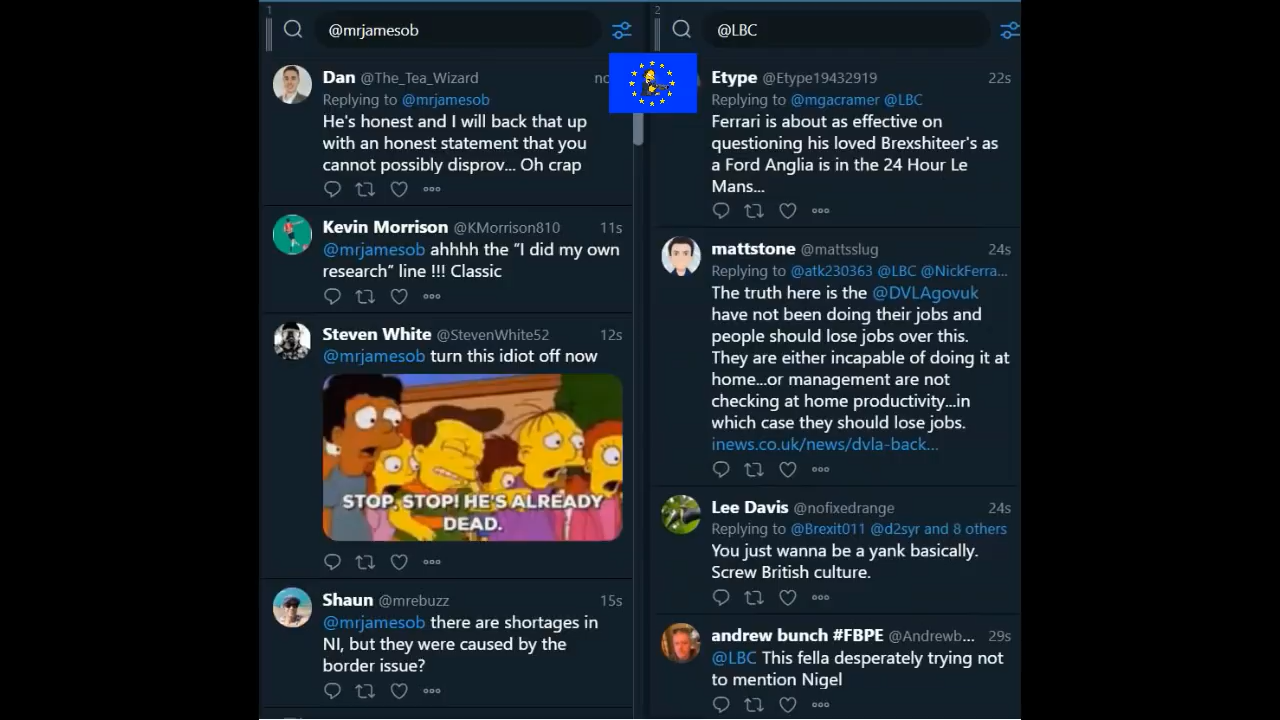 1
@mrjamesob
Dan @The_Tea_Wizard
Replying to @mrjamesob
He's honest and I will back that up
with an honest statement that you
cannot possibly disprov... Oh crap
Kevin Morrison @KMorrison810 11s
@mrjamesob ahhhh the “I did my own
research” line !!! Classic
Steven White @StevenWhite52 12s
@mrjamesob turn this idiot off now
STOP, STOP! HE'S ALREADY
DEAD.
Shaun @mrebuzz 15s
@mrjamesob there are shortages in
NI, but they were caused by the
border issue?
2
@LBC
Etype @Etype19432919 22s
Replying to @mgacramer @LBC
Ferrari is about as effective on
questioning his loved Brexshiteer's as
a Ford Anglia is in the 24 Hour Le
Mans...
mattstone @mattsslug 24s
Replying to @atk230363 @LBC @NickFerra...
The truth here is the @DVLAgovuk
have not been doing their jobs and
people should lose jobs over this.
They are either incapable of doing it at
home...or management are not
checking at home productivity...in
which case they should lose jobs.
inews.co.uk/news/dvla-back...
Lee Davis @nofixedrange 24s
Replying to @Brexit011 @d2syr and 8 others
You just wanna be a yank basically.
Screw British culture.
andrew bunch #FBPE @Andrewb... 29s
@LBC This fella desperately trying not
to mention Nigel